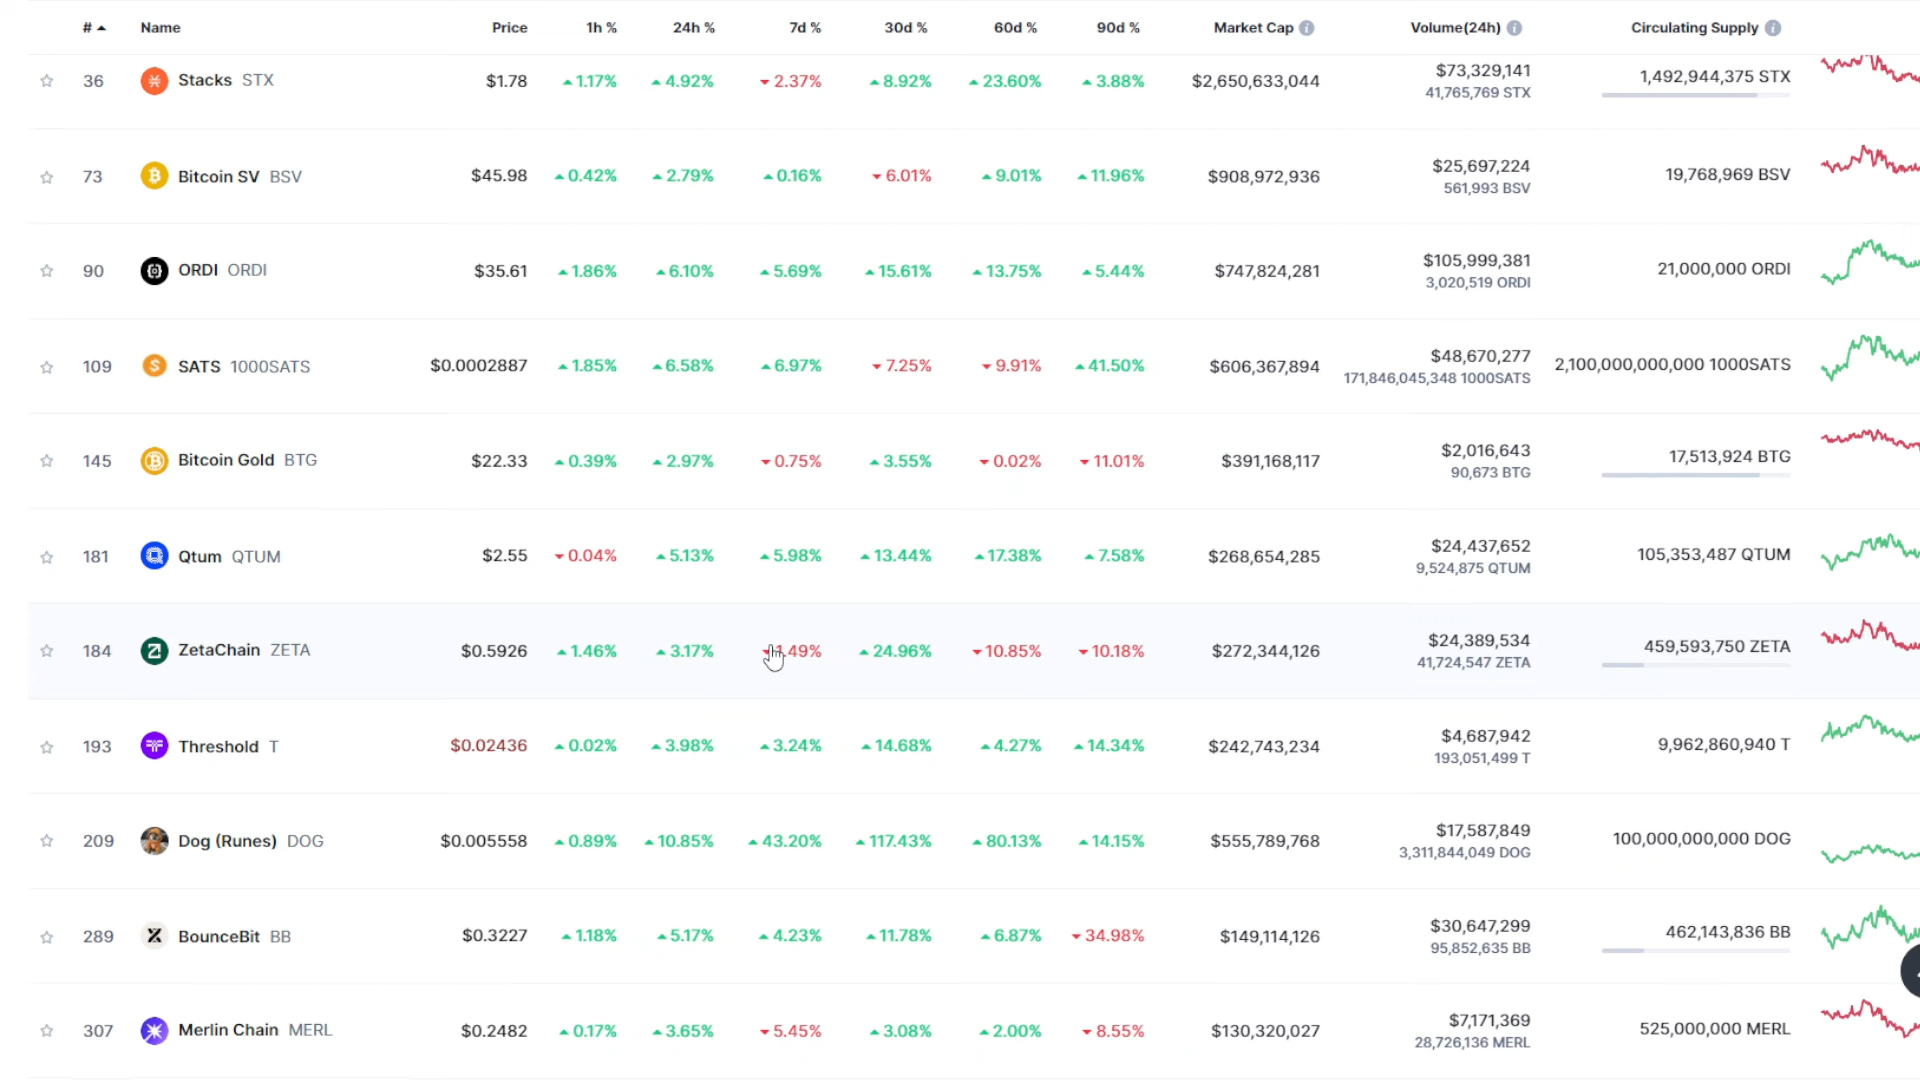 # Name Price 1h % 24h % 7d % 30d % 60d % 90d % Market Cap Volume(24h) Circulating Supply
36 Stacks STX $1.78 1.17% 4.92% 2.37% 8.92% 23.60% 3.88% $2,650,633,044 $73,329,141 1,492,944,375 STX
41,765,769 STX
73 Bitcoin SV BSV $45.98 0.42% 2.79% 0.16% 6.01% 9.01% 11.96% $908,972,936 $25,697,224 19,768,969 BSV
561,993 BSV
90 ORDI ORDI $35.61 1.86% 6.10% 5.69% 15.61% 13.75% 5.44% $747,824,281 $105,999,381 21,000,000 ORDI
3,020,519 ORDI
109 SATS 1000SATS $0.0002887 1.85% 6.58% 6.97% 7.25% 9.91% 41.50% $606,367,894 $48,670,277 2,100,000,000,000 1000SATS
171,846,045,348 1000SATS
145 Bitcoin Gold BTG $22.33 0.39% 2.97% 0.75% 3.55% 0.02% 11.01% $391,168,117 $2,016,643 17,513,924 BTG
90,673 BTG
181 Qtum QTUM $2.55 0.04% 5.13% 5.98% 13.44% 17.38% 7.58% $268,654,285 $24,437,652 105,353,487 QTUM
9,524,875 QTUM
184 ZetaChain ZETA $0.5926 1.46% 3.17% 24.96% 10.85% 10.18% $272,344,126 $24,389,534 459,593,750 ZETA
41,724,547 ZETA
193 Threshold T $0.02436 0.02% 3.98% 3.24% 14.68% 4.27% 14.34% $242,743,234 $4,687,942 9,962,860,940 T
193,051,499 T
209 Dog (Runes) DOG $0.005558 0.89% 10.85% 43.20% 117.43% 80.13% 14.15% $555,789,768 $17,587,849 100,000,000,000 DOG
3,311,844,049 DOG
289 BounceBit BB $0.3227 1.18% 5.17% 4.23% 11.78% 6.87% 34.98% $149,114,126 $30,647,299 462,143,836 BB
95,852,635 BB
307 Merlin Chain MERL $0.2482 0.17% 3.65% 5.45% 3.08% 2.00% 8.55% $130,320,027 $7,171,369 525,000,000 MERL
28,726,136 MERL